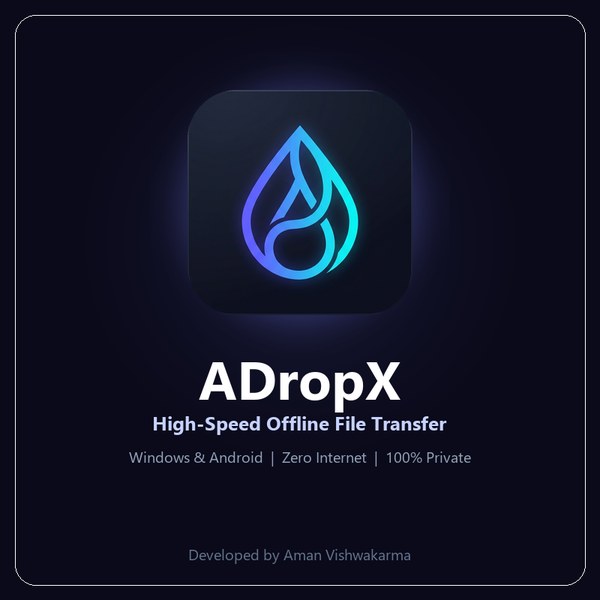 ADropX
High-Speed Offline File Transfer
Windows & Android | Zero Internet | 100% Private
Developed by Aman Vishwakarma